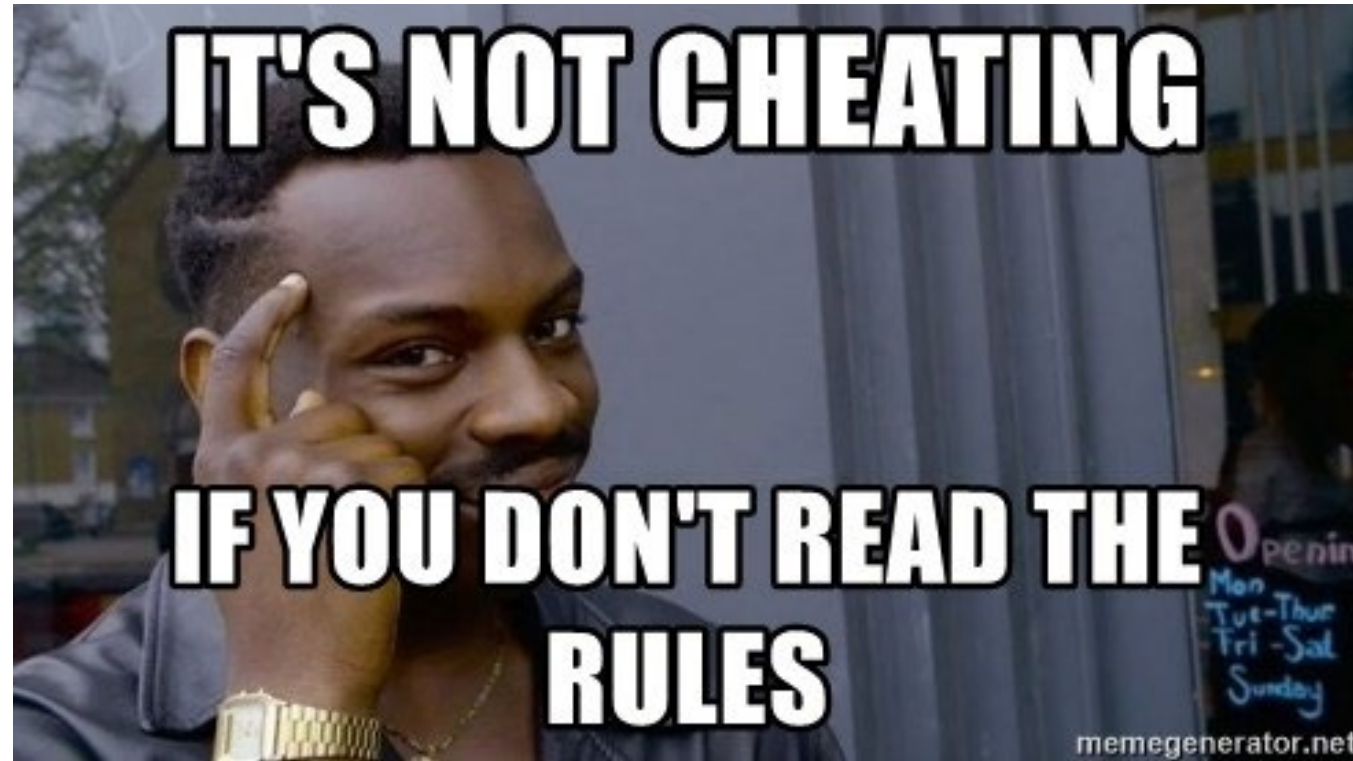 IT'S NOT CHEATING
IF YOU DON'T READ THE
RULES
Openin
Mon
Tue-Thur
Fri-Sat
Sunday
memegenerator.net